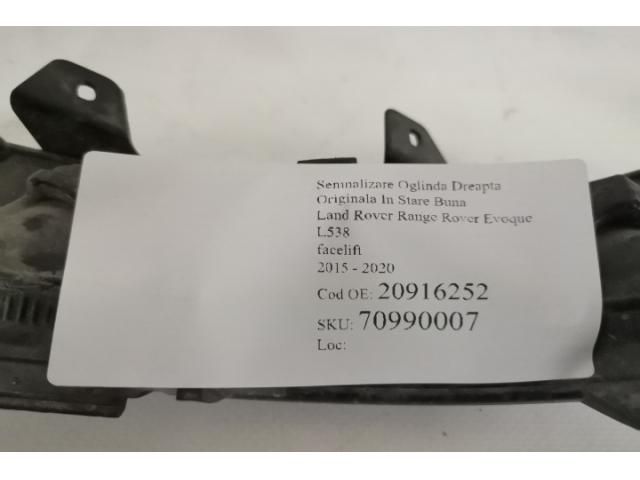 Semnalizare Oglinda Dreapta
Originala In Stare Buna
Land Rover Range Rover Evoque
L538
facelift
2015 - 2020
Cod OE: 20916252
SKU: 70990007
Loc: